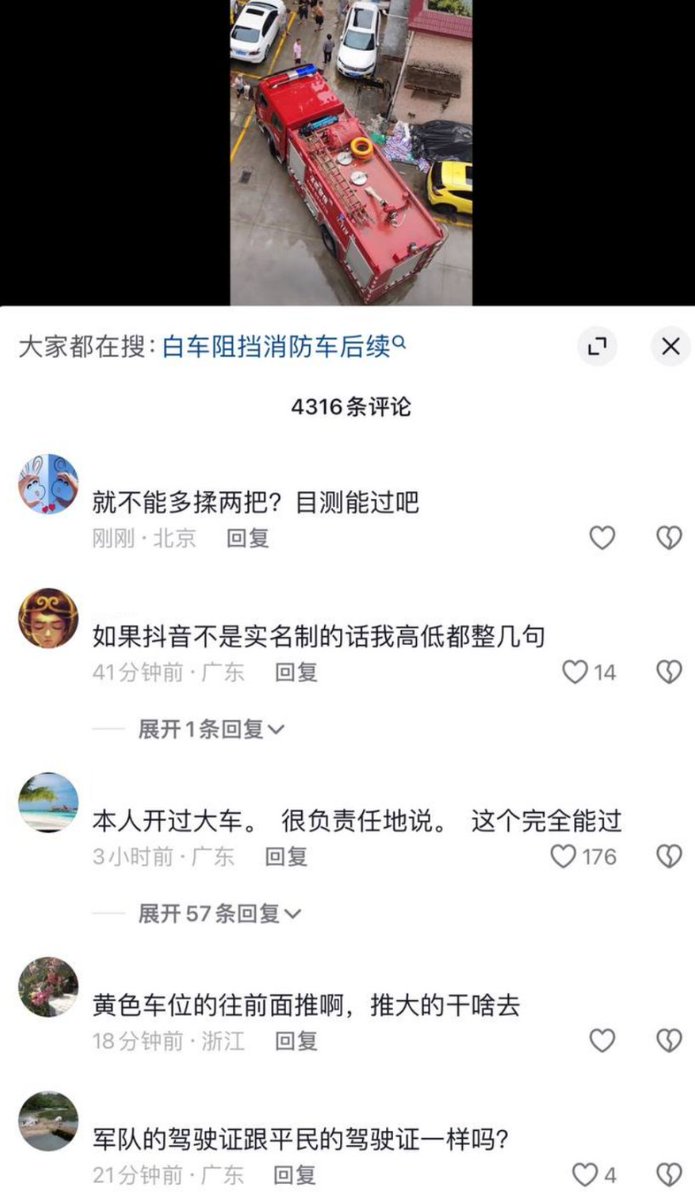 大家都在搜：白车阻挡消防车后续
4316条评论
就不能多揉两把？目测能过吧
刚刚 · 北京 回复
如果抖音不是实名制的话我高低都整几句
41分钟前 · 广东 回复 14
展开1条回复
本人开过大车。 很负责任地说。 这个完全能过
3小时前 · 广东 回复 176
展开57条回复
黄色车位的往前面推啊，推大的干啥去
18分钟前 · 浙江 回复
军队的驾驶证跟平民的驾驶证一样吗？
21分钟前 · 广东 回复 4